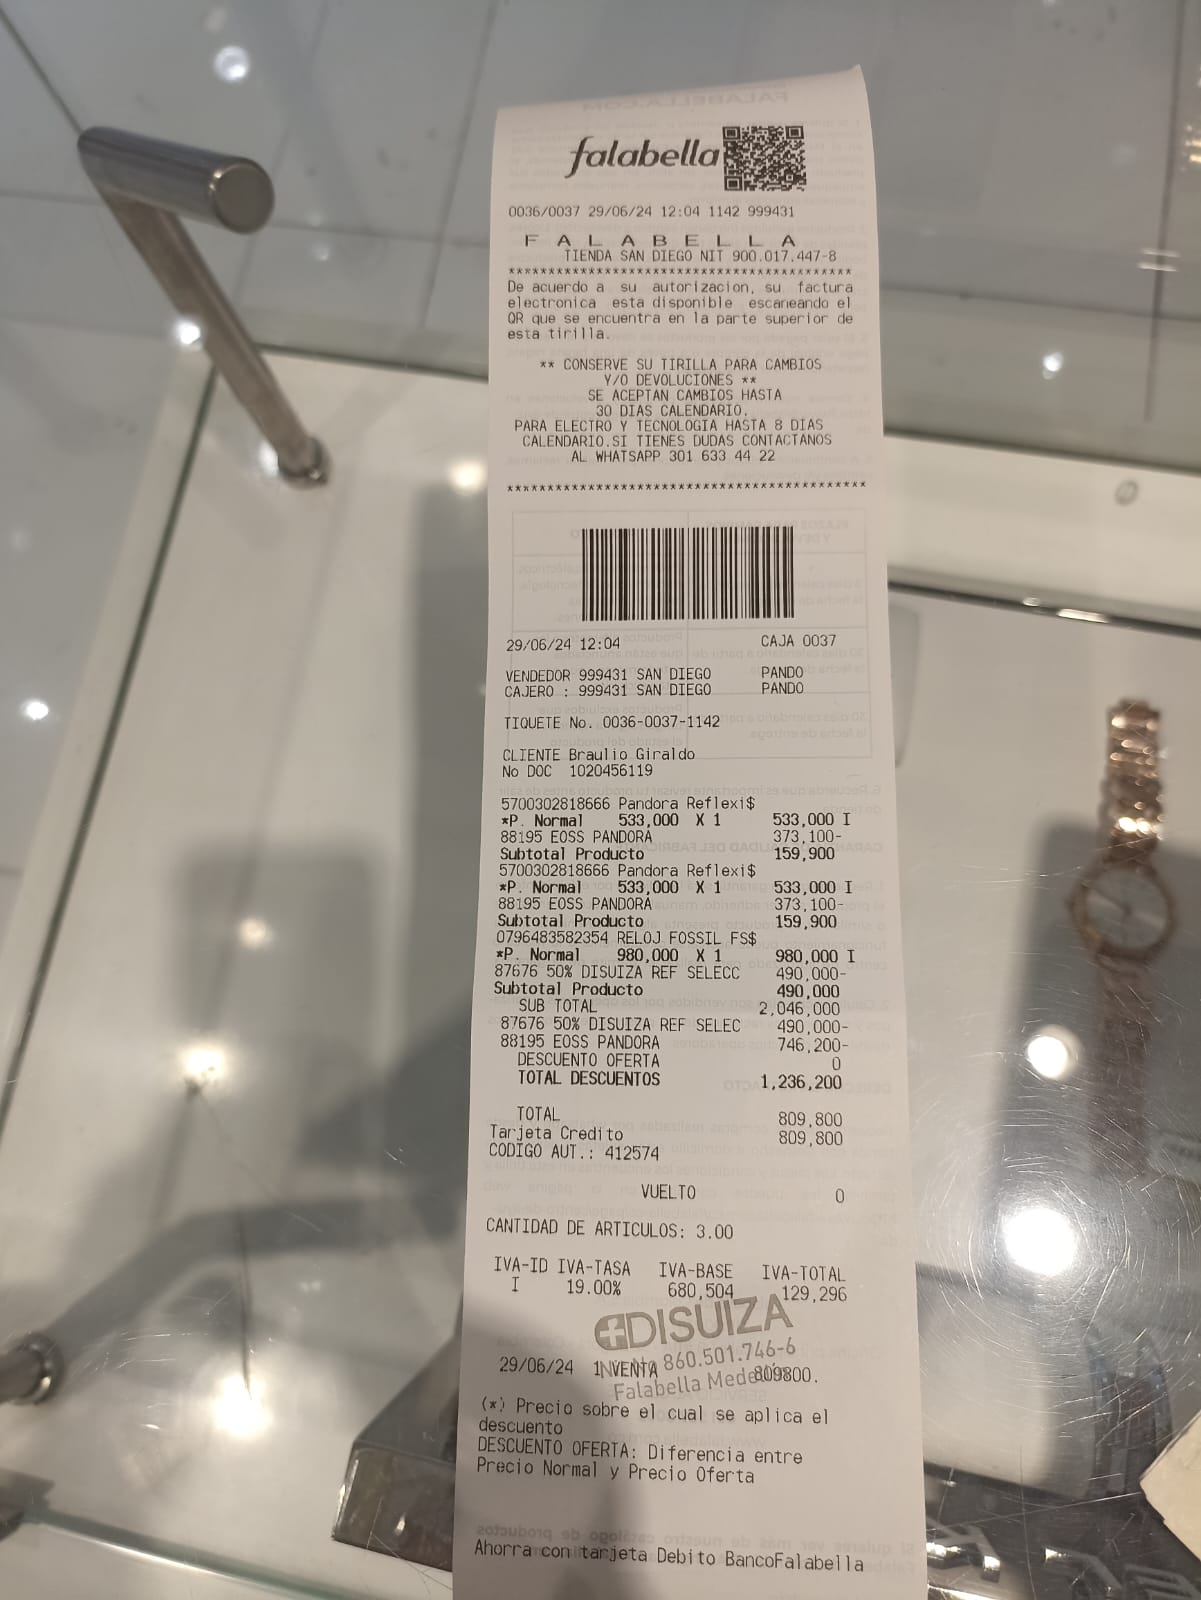 falabella
0036/0037 29/06/24 12:04 1142 999431
F A L A B E L L A
TIENDA SAN DIEGO NIT 900.017.447-8
******************************************
De acuerdo a su autorizacion, su factura
electronica esta disponible escaneando el
QR que se encuentra en la parte superior de
esta tirilla.
** CONSERVE SU TIRILLA PARA CAMBIOS
Y/O DEVOLUCIONES **
SE ACEPTAN CAMBIOS HASTA
30 DIAS CALENDARIO.
PARA ELECTRO Y TECNOLOGIA HASTA 8 DIAS
CALENDARIO.SI TIENES DUDAS CONTACTANOS
AL WHATSAPP 301 633 44 22
******************************************
29/06/24 12:04 CAJA 0037
VENDEDOR 999431 SAN DIEGO PANDO
CAJERO : 999431 SAN DIEGO PANDO
TIQUETE No. 0036-0037-1142
CLIENTE Braulio Giraldo
No DOC 1020456119
5700302818666 Pandora Reflexi$
*P. Normal 533,000 X 1 533,000 I
88195 EOSS PANDORA 373,100-
Subtotal Producto 159,900
5700302818666 Pandora Reflexi$
*P. Normal 533,000 X 1 533,000 I
88195 EOSS PANDORA 373,100-
Subtotal Producto 159,900
0796483582354 RELOJ FOSSIL FS$
*P. Normal 980,000 X 1 980,000 I
87676 50% DISUIZA REF SELECC 490,000-
Subtotal Producto 490,000
SUB TOTAL 2,046,000
87676 50% DISUIZA REF SELEC 490,000-
88195 EOSS PANDORA 746,200-
DESCUENTO OFERTA 0
TOTAL DESCUENTOS 1,236,200
TOTAL 809,800
Tarjeta Credito 809,800
CODIGO AUT.: 412574
VUELTO 0
CANTIDAD DE ARTICULOS: 3.00
IVA-ID IVA-TASA IVA-BASE IVA-TOTAL
I 19.00% 680,504 129,296
DISUIZA
860.501.746-6
29/06/24 1 VENTA 809800.
Falabella
(*) Precio sobre el cual se aplica el
descuento
DESCUENTO OFERTA: Diferencia entre
Precio Normal y Precio Oferta
Ahorra con tarjeta Debito BancoFalabella